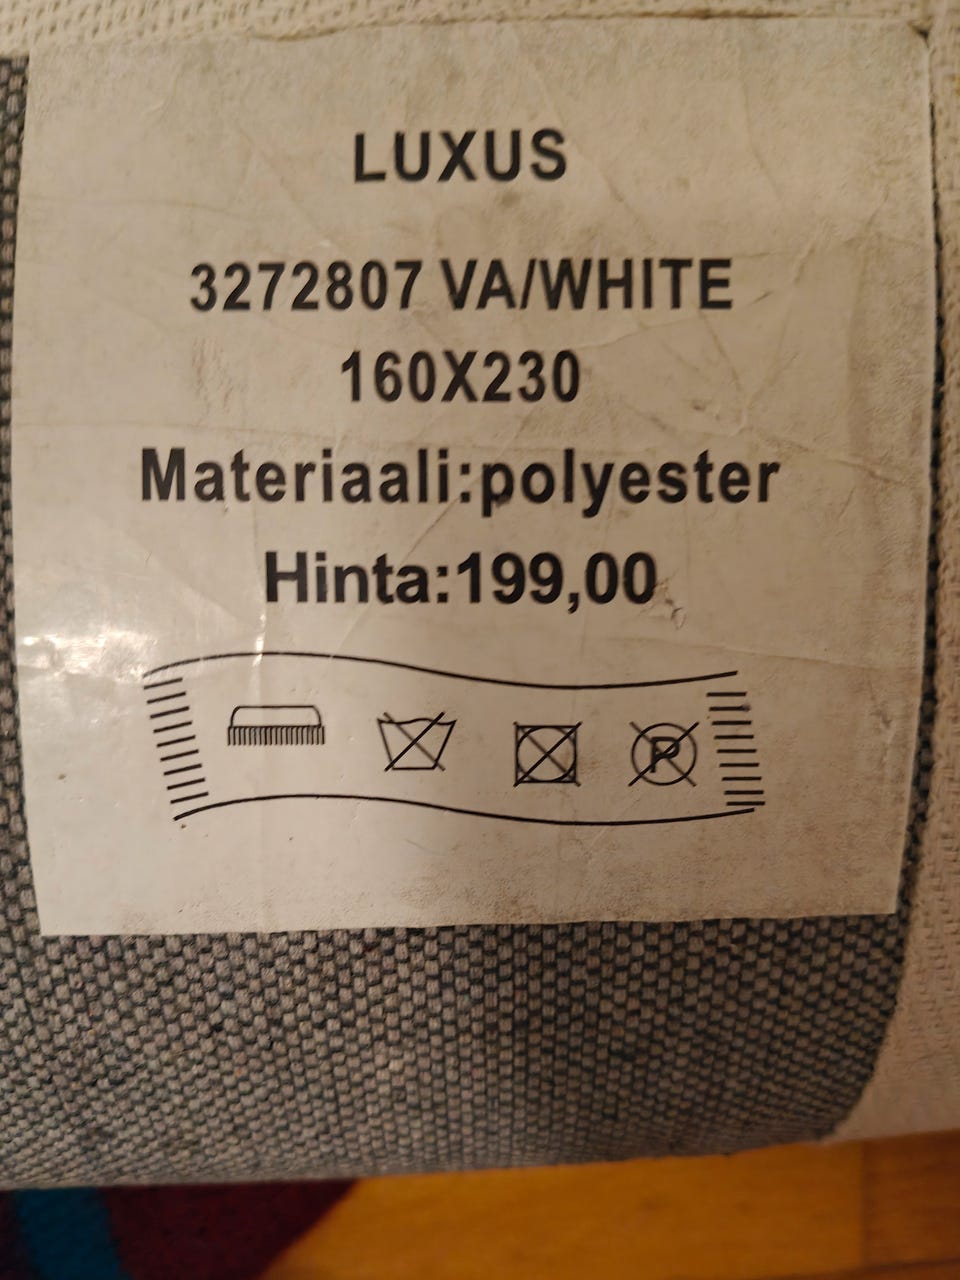 LUXUS
3272807 VA/WHITE
160X230
Materiaali:polyester
Hinta:199,00
P